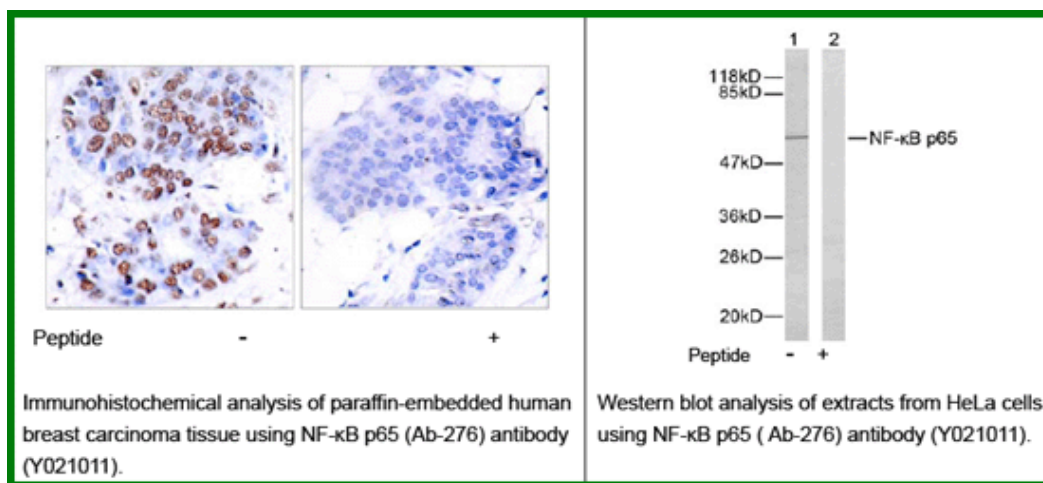 Peptide - +
Immunohistochemical analysis of paraffin-embedded human
breast carcinoma tissue using NF-κB p65 (Ab-276) antibody
(Y021011).
1 2
118kD
85kD
NF-κB p65
47kD
36kD
26kD
20kD
Peptide - +
Western blot analysis of extracts from HeLa cells
using NF-κB p65 ( Ab-276) antibody (Y021011).